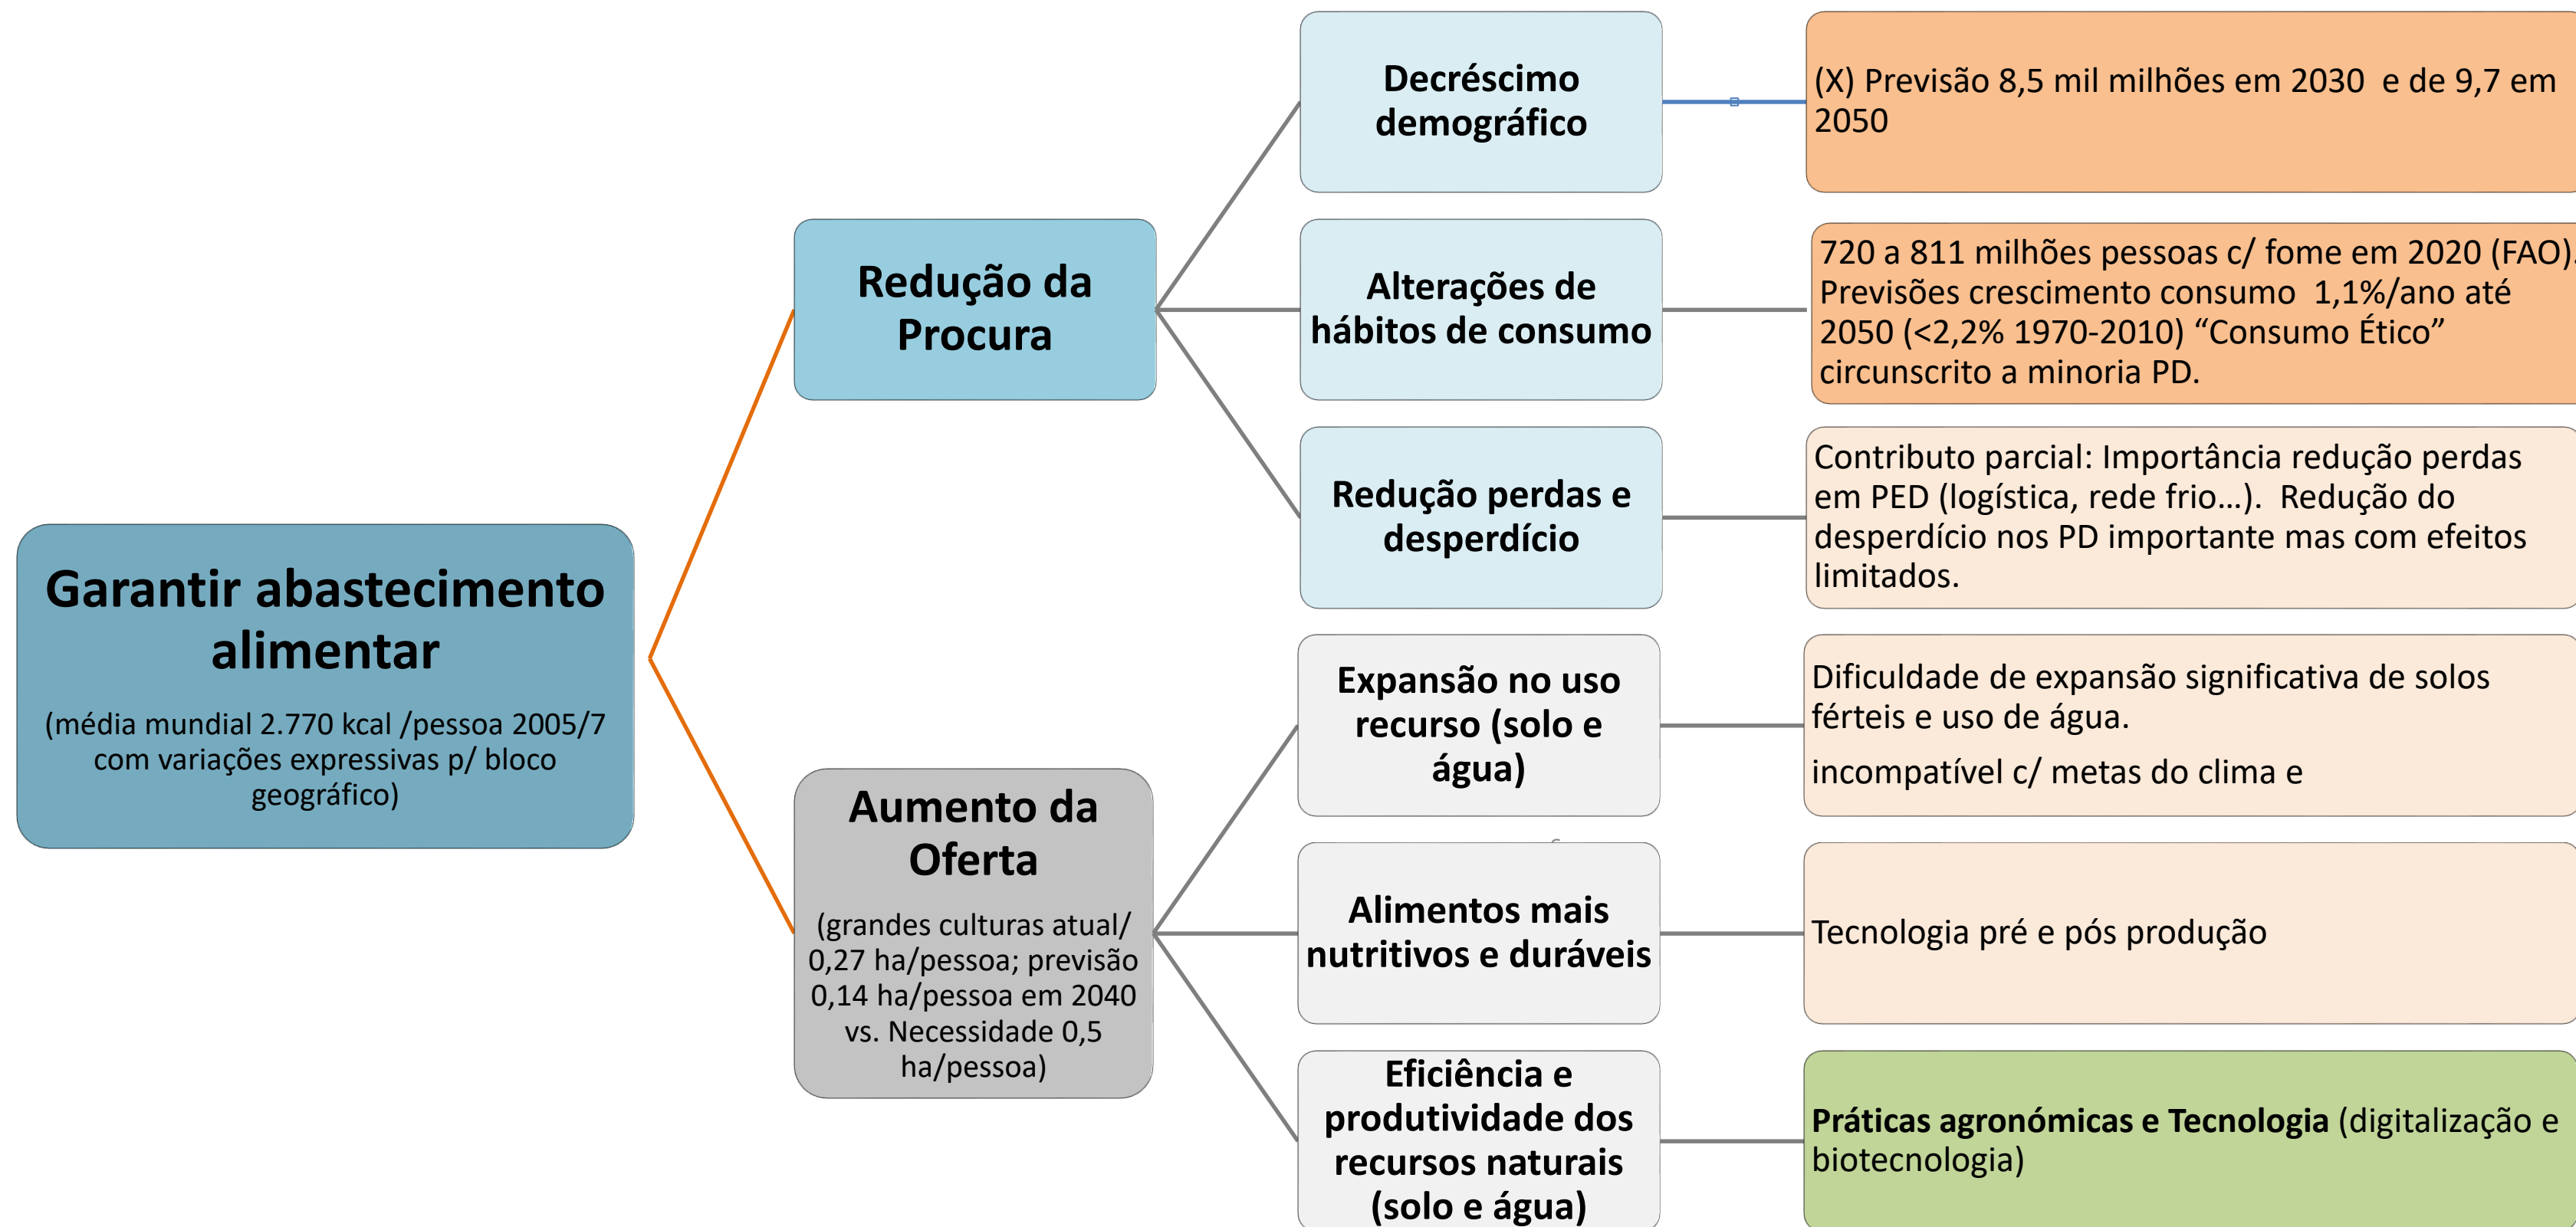 Garantir abastecimento
alimentar
(média mundial 2.770 kcal /pessoa 2005/7
com variações expressivas p/ bloco
geográfico)
Redução da
Procura
Decréscimo
demográfico
(X) Previsão 8,5 mil milhões em 2030  e de 9,7 em
2050
Alterações de
hábitos de consumo
720 a 811 milhões pessoas c/ fome em 2020 (FAO).
Previsões crescimento consumo  1,1%/ano até
2050 (<2,2% 1970-2010) “Consumo Ético”
circunscrito a minoria PD.
Redução perdas e
desperdício
Contributo parcial: Importância redução perdas
em PED (logística, rede frio…).  Redução do
desperdício nos PD importante mas com efeitos
limitados.
Aumento da
Oferta
(grandes culturas atual/
0,27 ha/pessoa; previsão
0,14 ha/pessoa em 2040
vs. Necessidade 0,5
ha/pessoa)
Expansão no uso
recurso (solo e
água)
Dificuldade de expansão significativa de solos
férteis e uso de água.
incompatível c/ metas do clima e
Alimentos mais
nutritivos e duráveis
Tecnologia pré e pós produção
Eficiência e
produtividade dos
recursos naturais
(solo e água)
Práticas agronómicas e Tecnologia (digitalização e
biotecnologia)